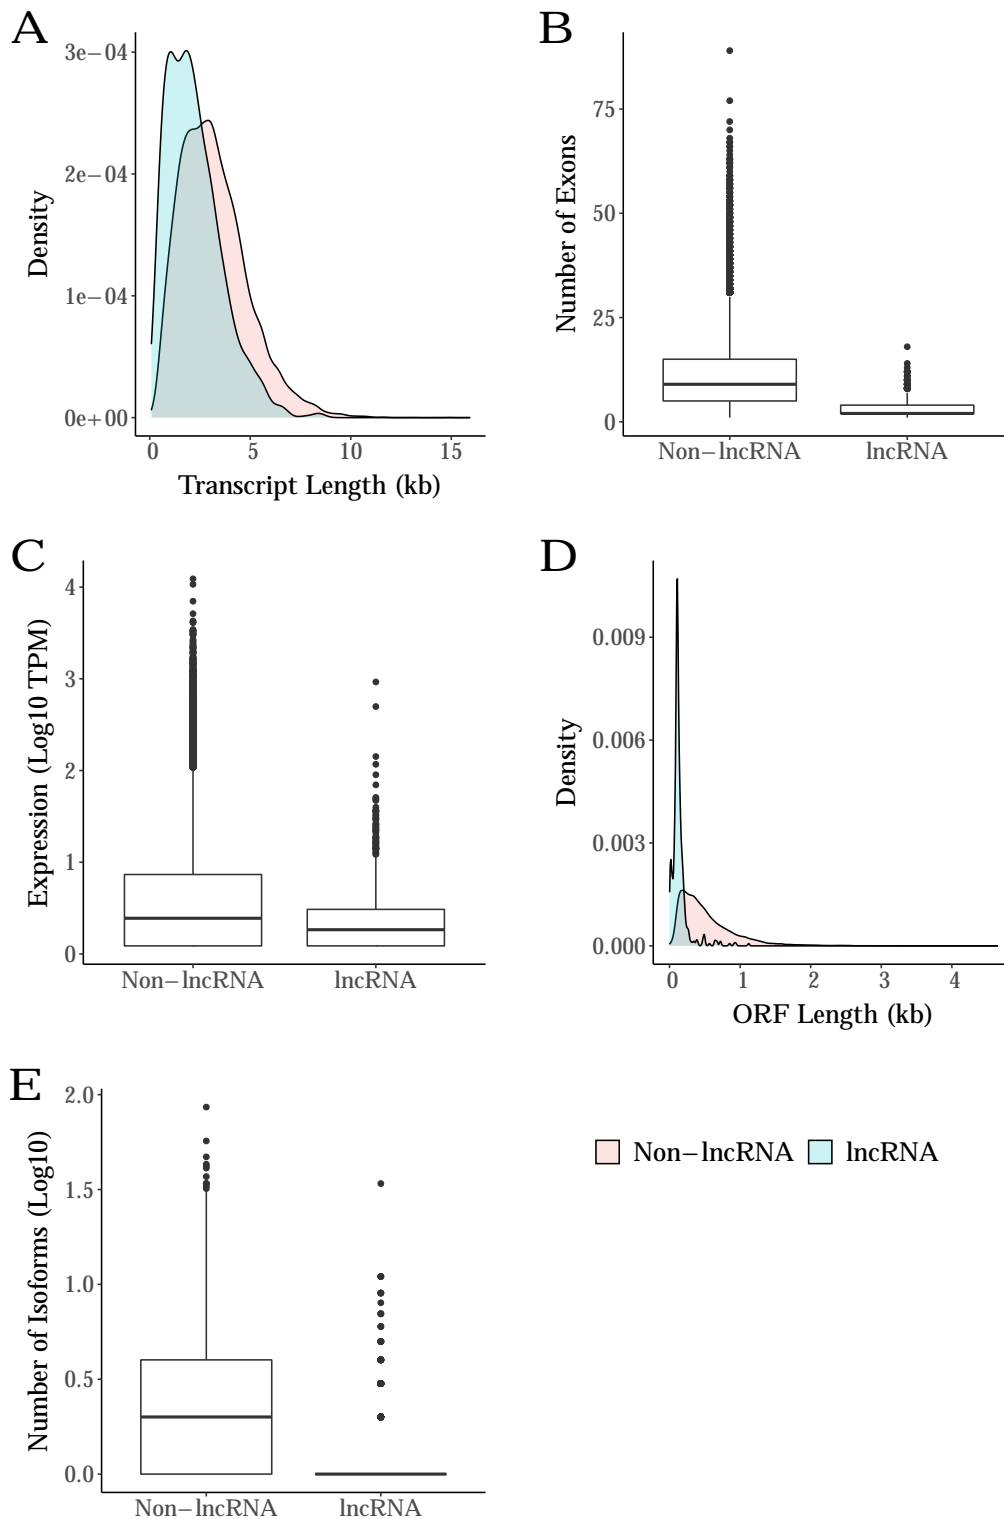 A
3e−04
2e−04
1e−04
0e+00
Density
0 5 10 15
Transcript Length (kb)
B
75
50
25
0
Number of Exons
Non−lncRNA lncRNA
C
4
3
2
1
0
Expression (Log10 TPM)
Non−lncRNA lncRNA
D
0.009
0.006
0.003
0.000
Density
0 1 2 3 4
ORF Length (kb)
E
2.0
1.5
1.0
0.5
0.0
Number of Isoforms (Log10)
Non−lncRNA lncRNA
Non−lncRNA lncRNA